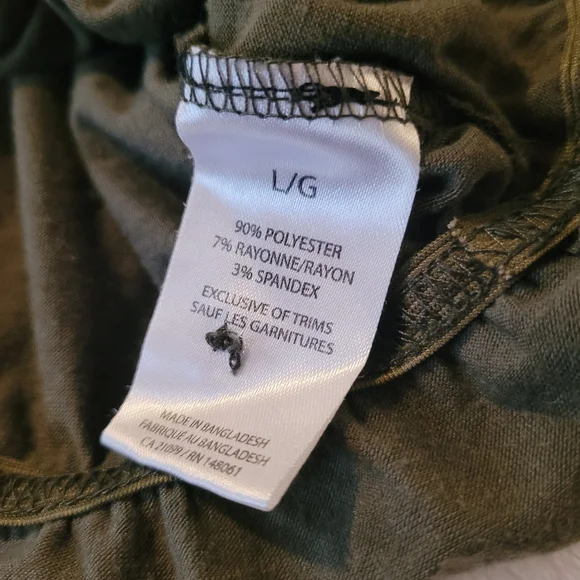 L/G
90% POLYESTER
7% RAYONNE/RAYON
3% SPANDEX
EXCLUSIVE OF TRIMS
SAUF LES GARNITURES
MADE IN BANGLADESH
FABRIQUE AU BANGLADESH
CA 21099 / RN 148061